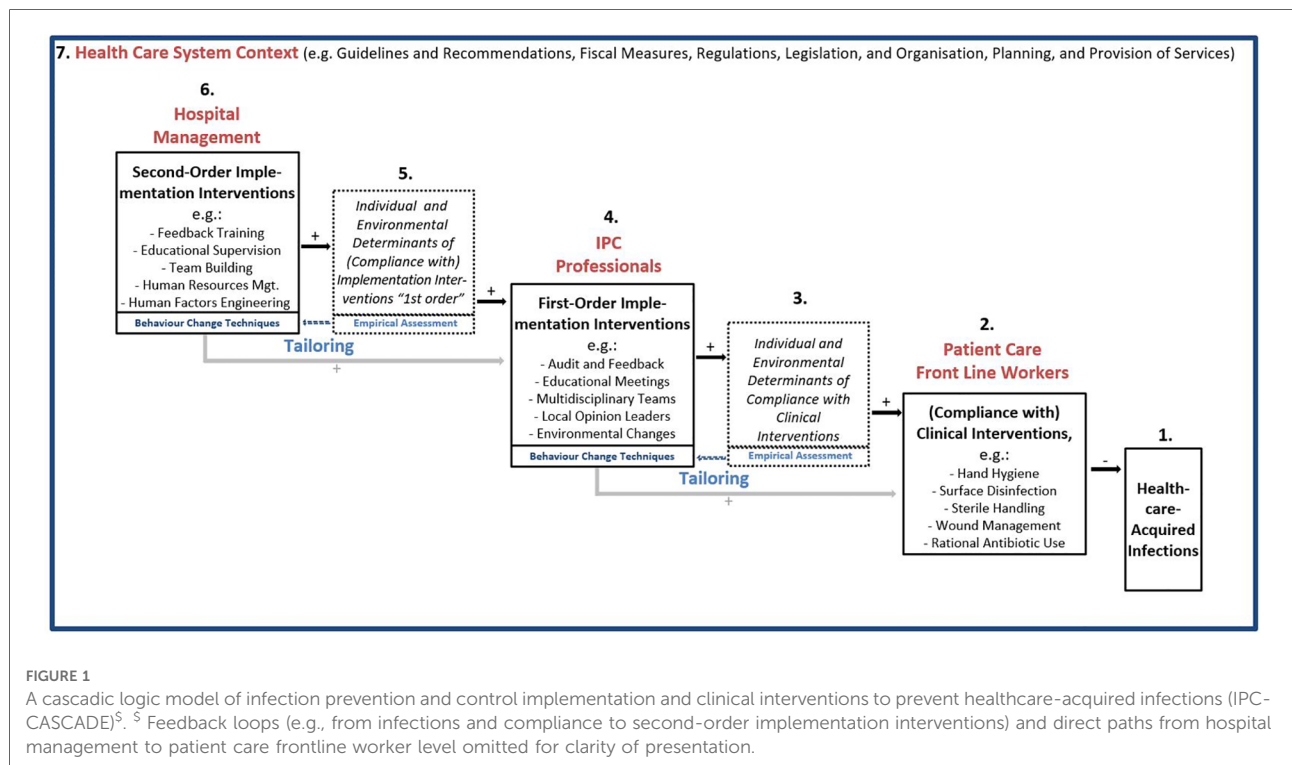 7. Health Care System Context (e.g. Guidelines and Recommendations, Fiscal Measures, Regulations, Legislation, and Organisation, Planning, and Provision of Services)
6.
Hospital
Management
Second-Order Imple-
mentation Interventions
e.g.:
- Feedback Training
- Educational Supervision
- Team Building
- Human Resources Mgt.
- Human Factors Engineering
Behaviour Change Techniques
+
5.
Individual and
Environmental
Determinants of
(Compliance with)
Implementation Inter-
ventions "1st order"
Empirical Assessment
Tailoring
+
+
4.
IPC
Professionals
First-Order Imple-
mentation Interventions
e.g.:
- Audit and Feedback
- Educational Meetings
- Multidisciplinary Teams
- Local Opinion Leaders
- Environmental Changes
Behaviour Change Techniques
+
3.
Individual and
Environmental
Determinants of
Compliance with
Clinical
Interventions
Empirical Assessment
Tailoring
+
+
2.
Patient Care
Front Line Workers
(Compliance with)
Clinical Interventions,
e.g.:
- Hand Hygiene
- Surface Disinfection
- Sterile Handling
- Wound Management
- Rational Antibiotic Use
-
1.
Health-
care-
Acquired
Infections
FIGURE 1
A cascadic logic model of infection prevention and control implementation and clinical interventions to prevent healthcare-acquired infections (IPC-
CASCADE)$. $ Feedback loops (e.g., from infections and compliance to second-order implementation interventions) and direct paths from hospital
management to patient care frontline worker level omitted for clarity of presentation.